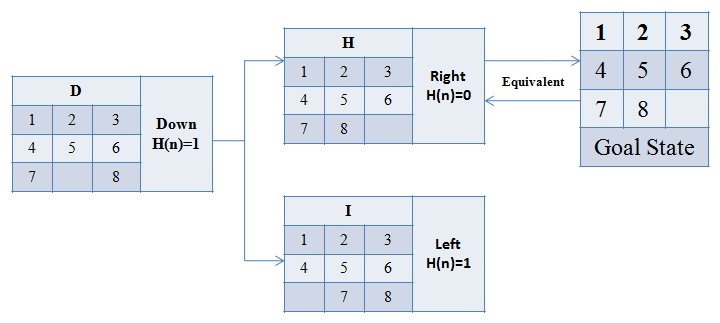 D
1 2 3
4 5 6
7 8
Down
H(n)=1
H
1 2 3
4 5 6
7 8
Right
H(n)=0
Equivalent
1 2 3
4 5 6
7 8
Goal State
I
1 2 3
4 5 6
7 8
Left
H(n)=1